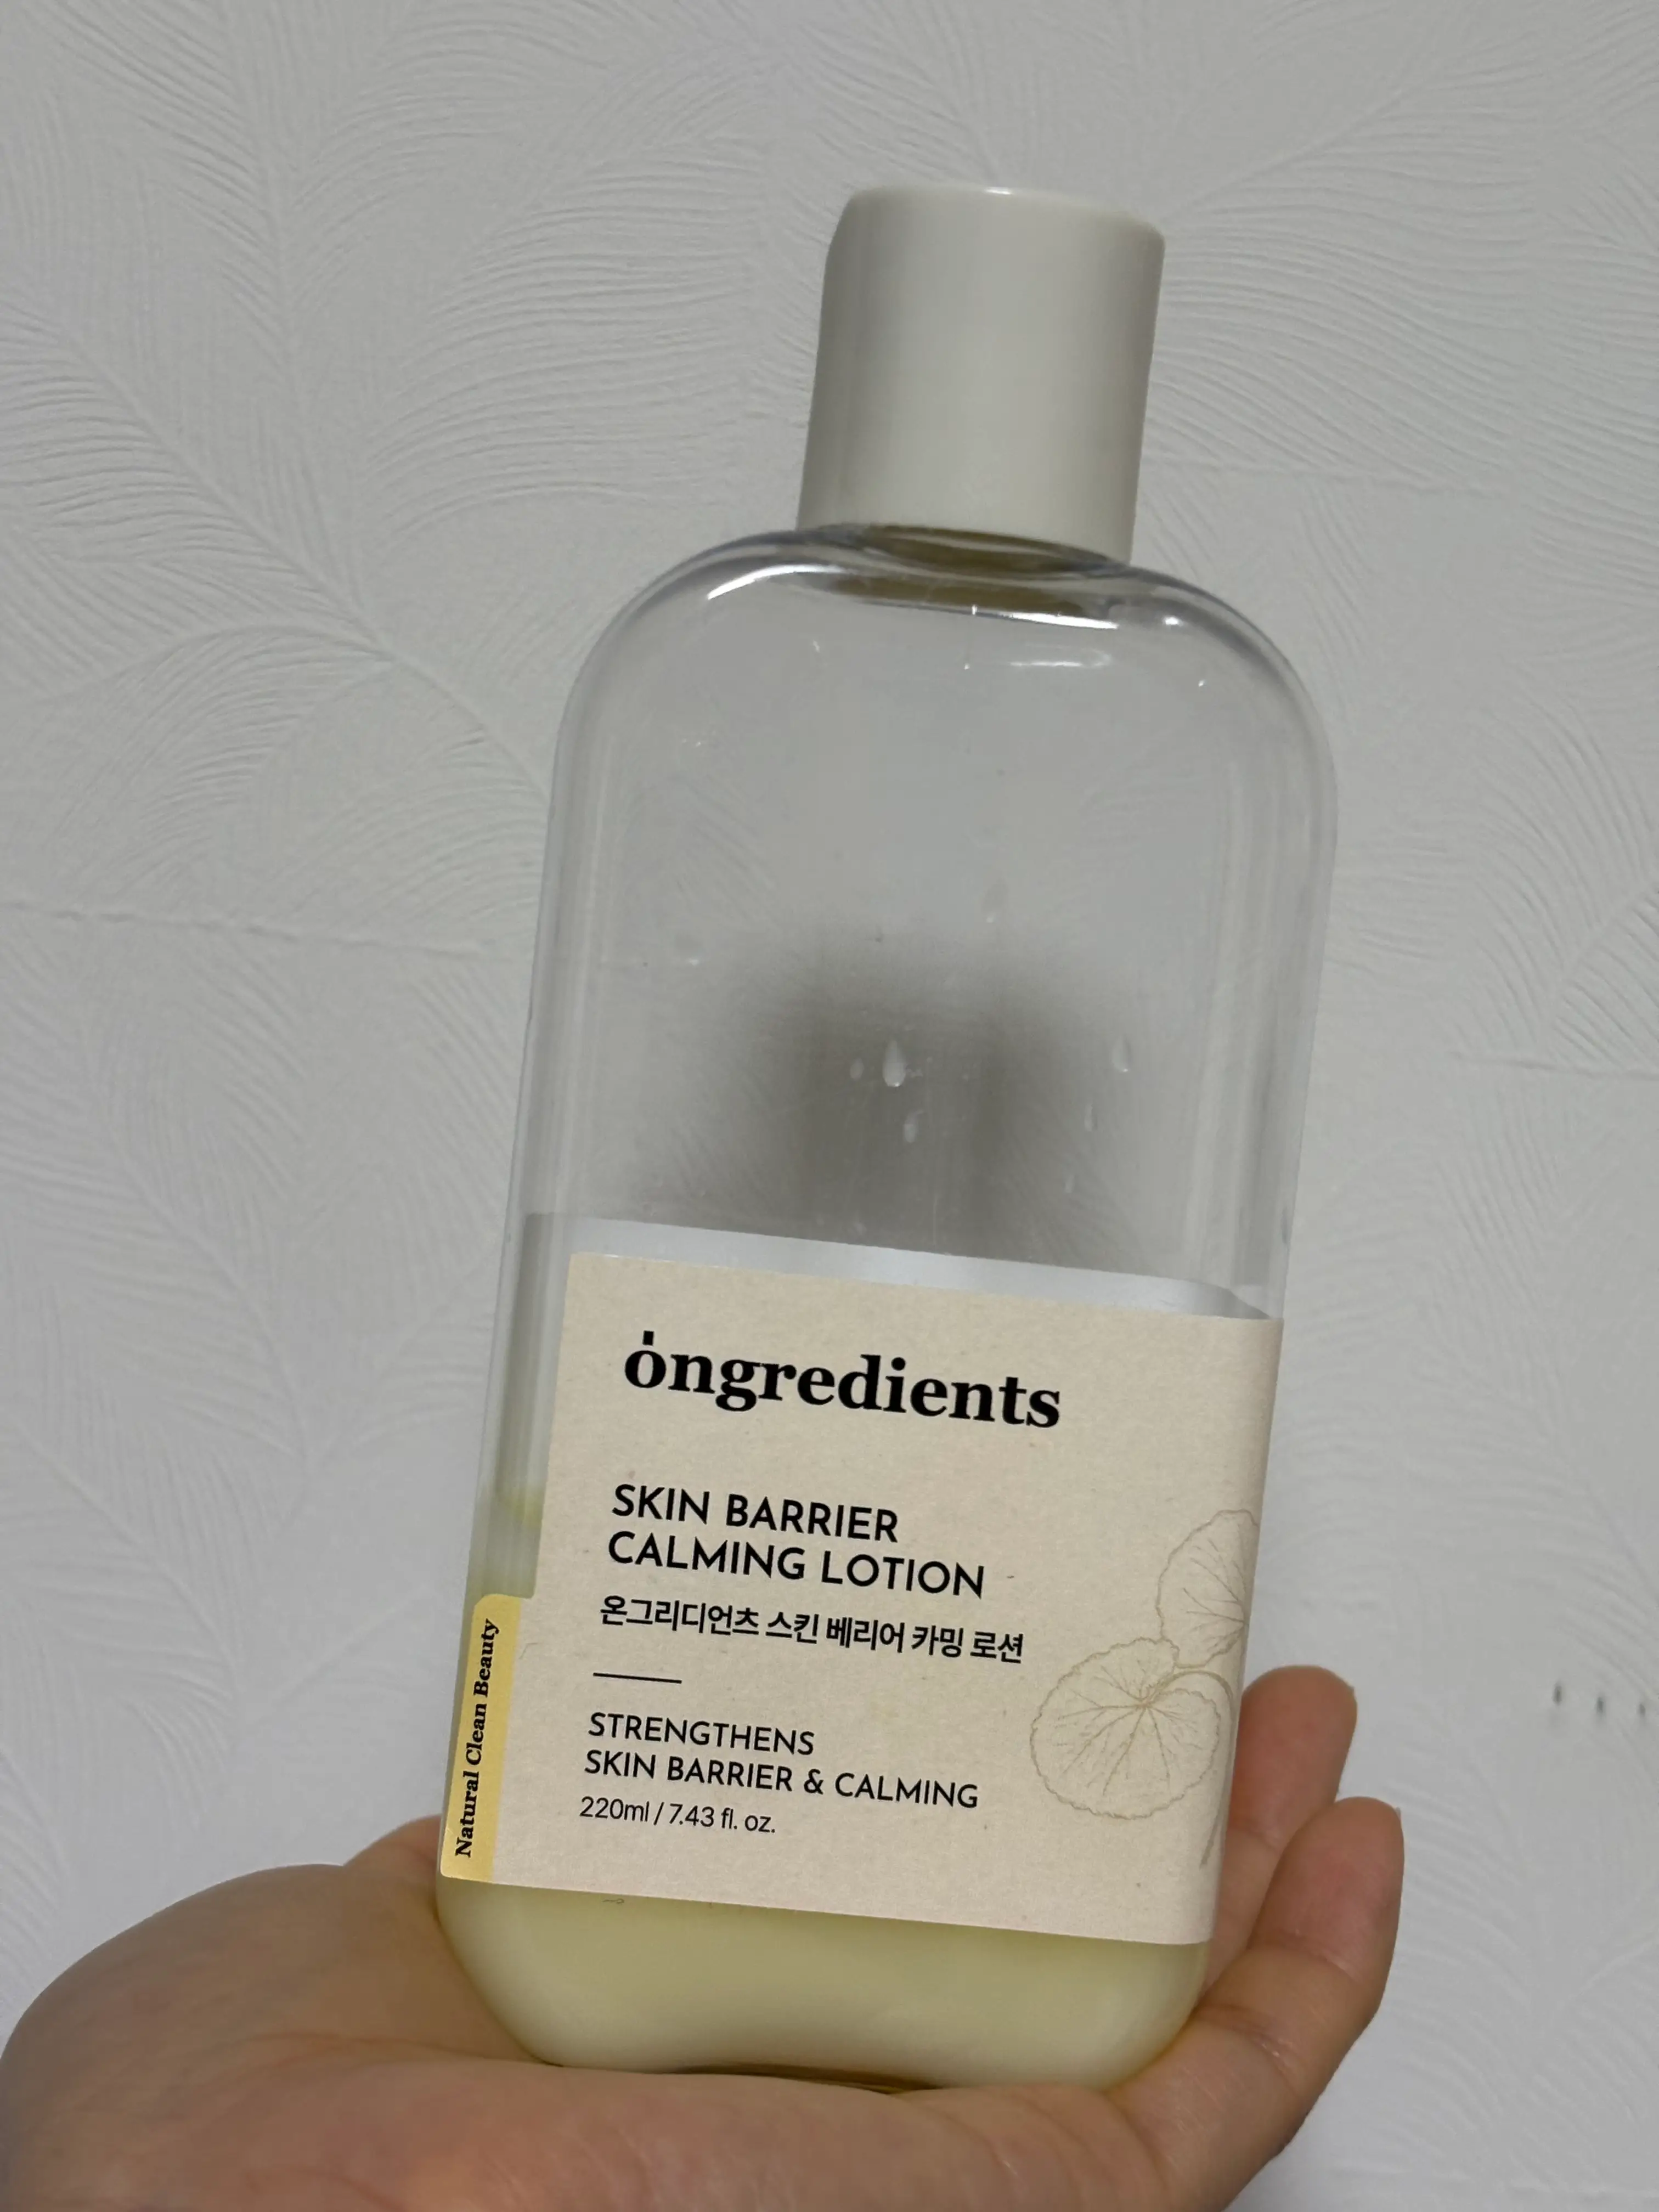 ongredients
SKIN BARRIER
CALMING LOTION
온그리디언츠 스킨 베리어 카밍 로션
STRENGTHENS
SKIN BARRIER & CALMING
220ml / 7.43 fl. oz.
Natural Clean Beauty